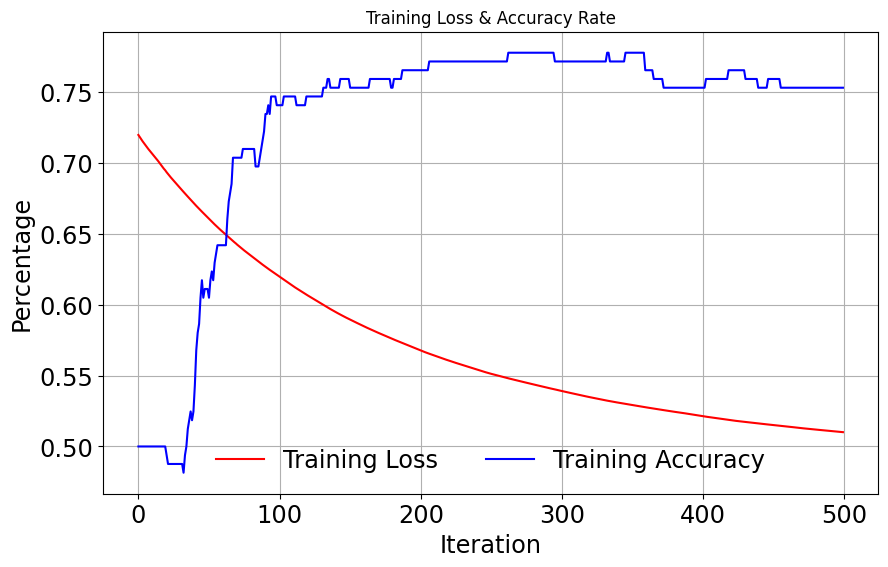 Training Loss & Accuracy Rate
0.75
0.70
0.65
0.60
0.55
0.50
Percentage
Training Loss
Training Accuracy
0
100
200
300
400
500
Iteration